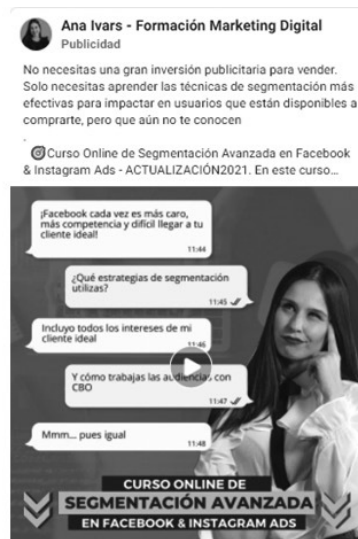 Ana Ivars - Formación Marketing Digital
Publicidad
No necesitas una gran inversión publicitaria para vender.
Solo necesitas aprender las técnicas de segmentación más
efectivas para impactar en usuarios que están disponibles a
comprarte, pero que aún no te conocen
.
Curso Online de Segmentación Avanzada en Facebook
& Instagram Ads - ACTUALIZACIÓN2021. En este curso...
¡Facebook cada vez es más caro,
más competencia y difícil llegar a tu
cliente ideal!
11:44
¿Qué estrategias de segmentación
utilizas?
11:45
Incluyo todos los intereses de mi
cliente ideal
11:46
Y cómo trabajas las audiencias con
CBO
11:47
Mmm... pues igual
11:48
CURSO ONLINE DE
SEGMENTACIÓN AVANZADA
EN FACEBOOK & INSTAGRAM ADS